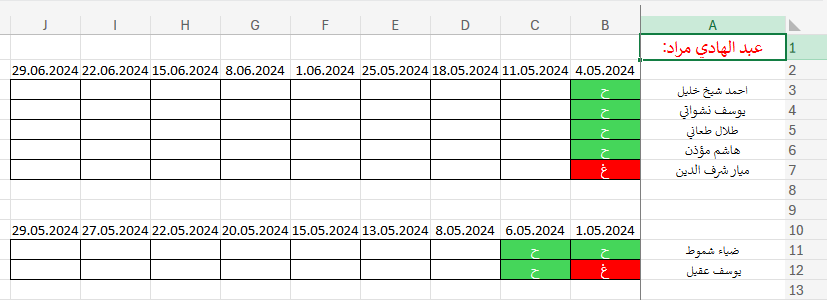 A B C D E F G H I J
1 عبد الهادي مراد:
2 4.05.2024 11.05.2024 18.05.2024 25.05.2024 1.06.2024 8.06.2024 15.06.2024 22.06.2024 29.06.2024
3 احمد شيخ خليل ح
4 يوسف نشواتي ح
5 طلال طعاني ح
6 هاشم مؤذن ح
7 ميار شرف الدين غ
8
9
10 1.05.2024 6.05.2024 8.05.2024 13.05.2024 15.05.2024 20.05.2024 22.05.2024 27.05.2024 29.05.2024
11 ضياء شموط ح ح
12 يوسف عقيل غ ح
13